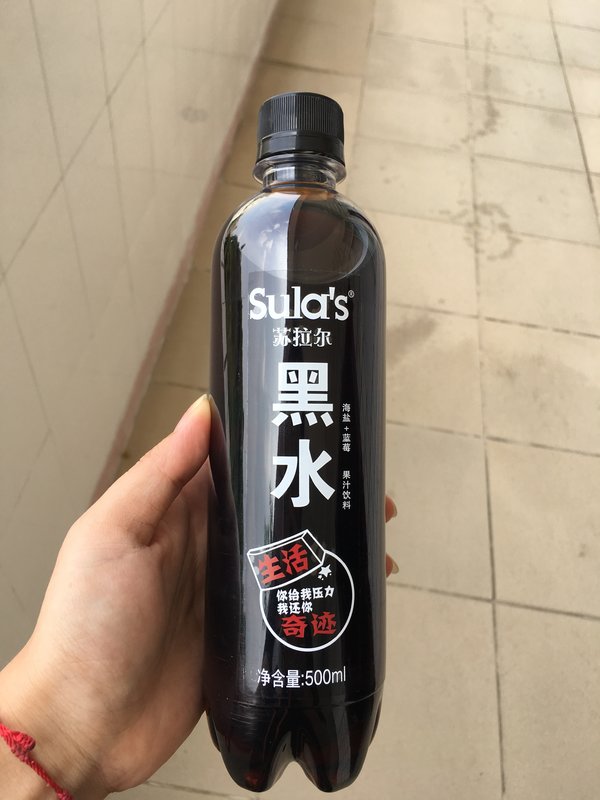 Sula's®
苏拉尔
黑水
海盐+蓝莓 果汁饮料
生活
你给我压力
我还你
奇迹
净含量:500ml